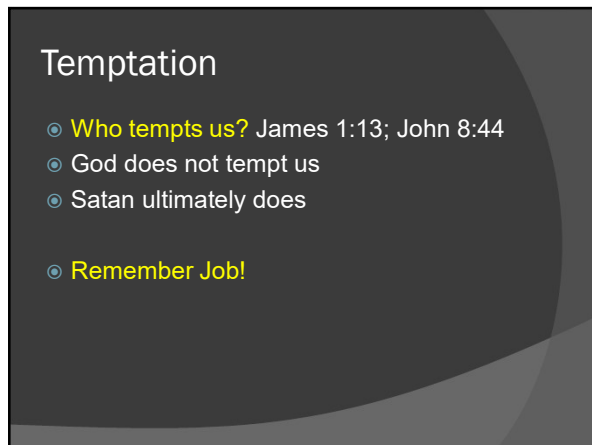 Temptation
Who tempts us? James 1:13; John 8:44
God does not tempt us
Satan ultimately does
Remember Job!